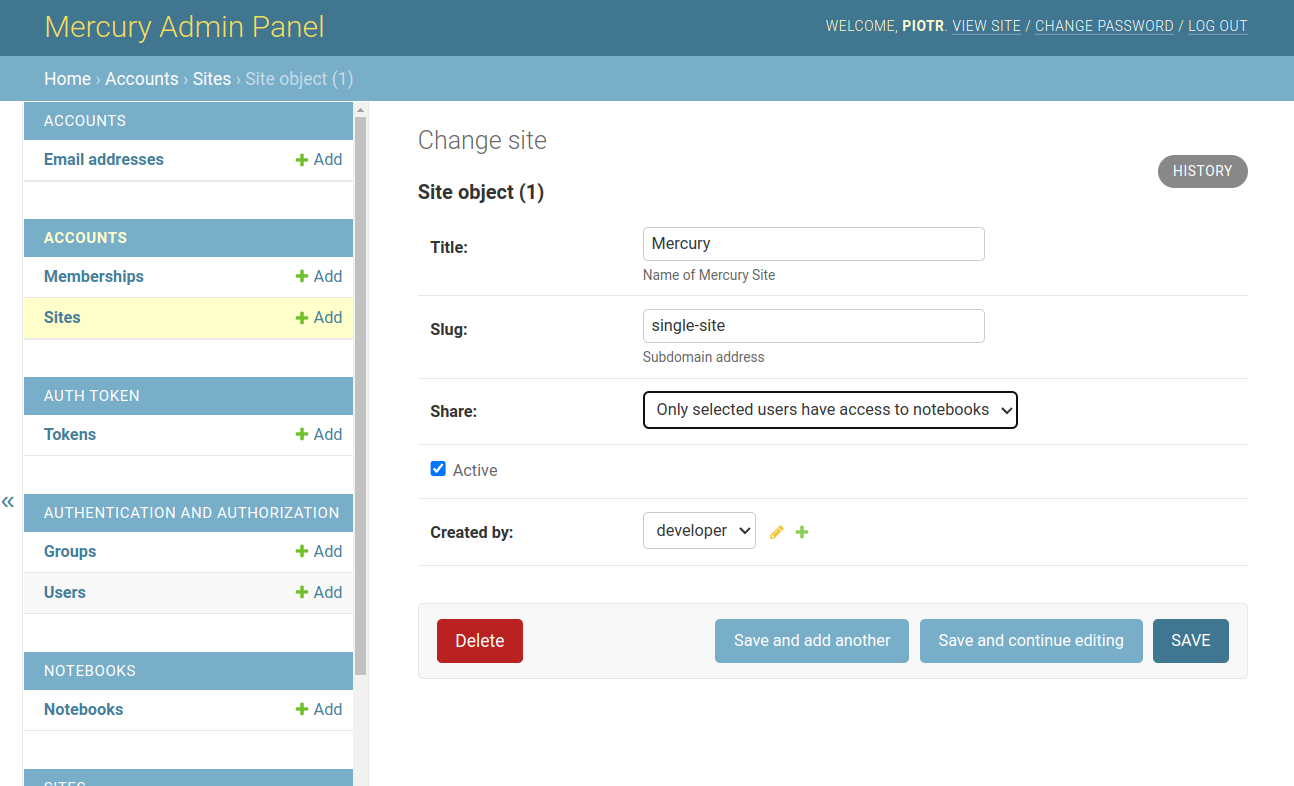 Mercury Admin Panel
WELCOME, PIOTR. VIEW SITE / CHANGE PASSWORD / LOG OUT
Home › Accounts › Sites › Site object (1)
ACCOUNTS
Email addresses Add
ACCOUNTS
Memberships Add
Sites Add
AUTH TOKEN
Tokens Add
«
AUTHENTICATION AND AUTHORIZATION
Groups Add
Users Add
NOTEBOOKS
Notebooks Add
SITES
Change site
HISTORY
Site object (1)
Title: Mercury
Name of Mercury Site
Slug: single-site
Subdomain address
Share: Only selected users have access to notebooks
Active
Created by: developer
Delete Save and add another Save and continue editing SAVE